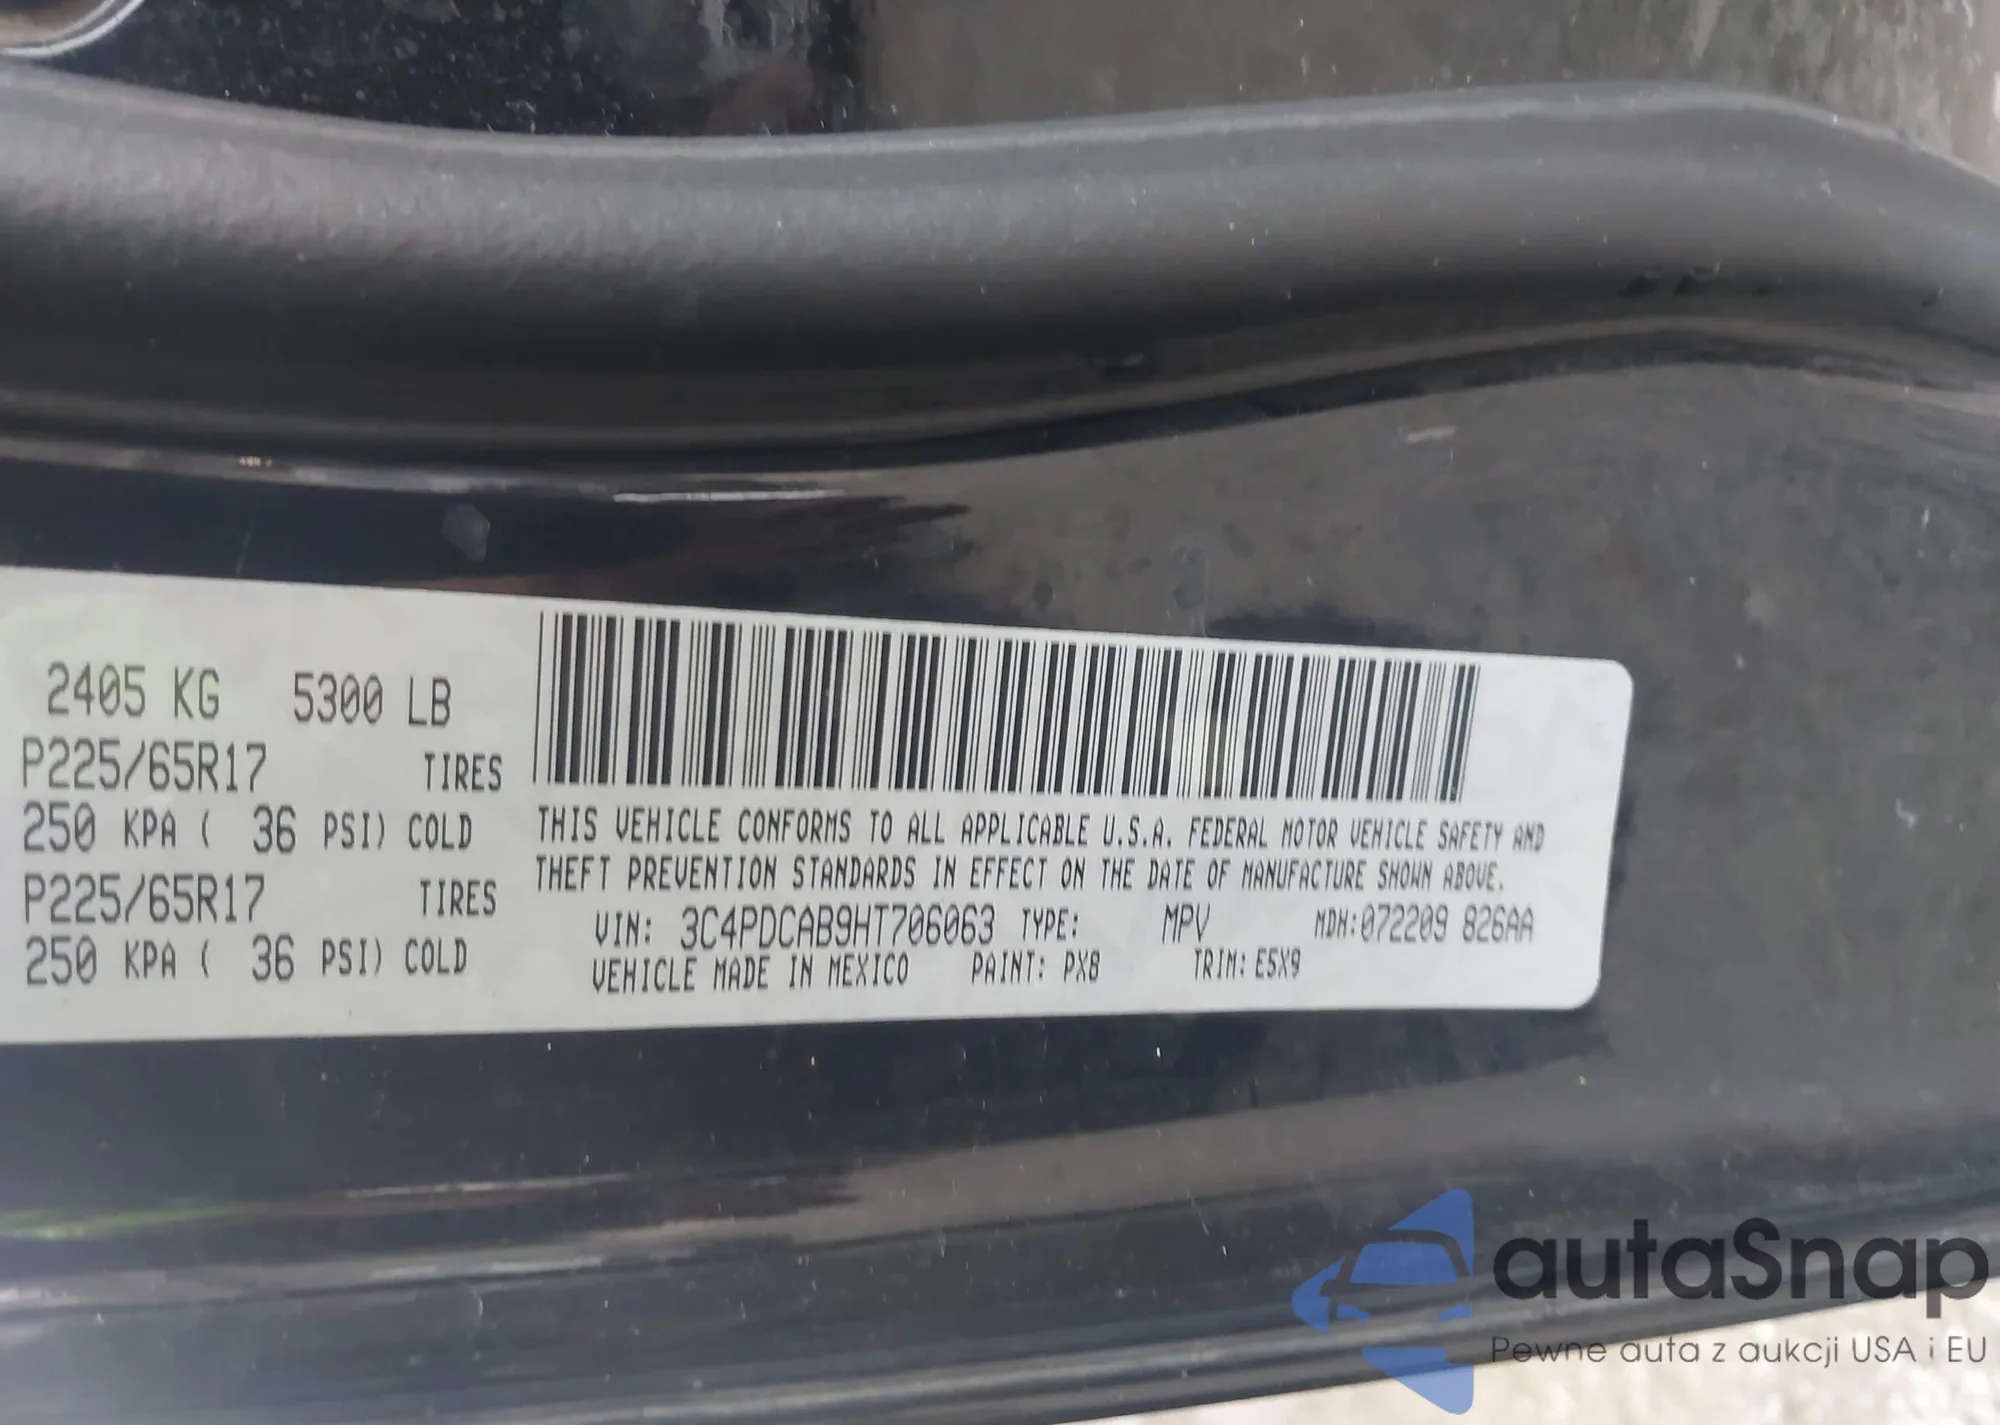 2405 KG 5300 LB
P225/65R17 TIRES
250 KPA ( 36 PSI) COLD
P225/65R17 TIRES
250 KPA ( 36 PSI) COLD
THIS VEHICLE CONFORMS TO ALL APPLICABLE U.S.A. FEDERAL MOTOR VEHICLE SAFETY AND
THEFT PREVENTION STANDARDS IN EFFECT ON THE DATE OF MANUFACTURE SHOWN ABOVE.
VIN: 3C4PDCAB9HT706063 TYPE: MPV MDH:072209 826AA
VEHICLE MADE IN MEXICO PAINT: PX8 TRIM: E5X9
autaSnap
Pewne auta z aukcji USA i EU